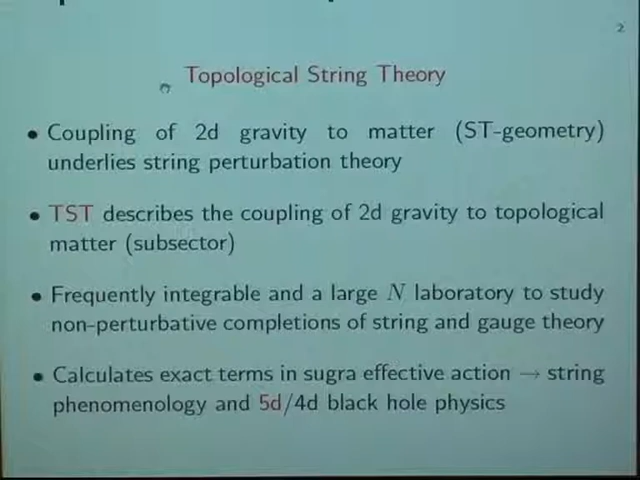 2
Topological String Theory
• Coupling of 2d gravity to matter (ST-geometry)
underlies string perturbation theory
• TST describes the coupling of 2d gravity to topological
matter (subsector)
• Frequently integrable and a large N laboratory to study
non-perturbative completions of string and gauge theory
• Calculates exact terms in sugra effective action → string
phenomenology and 5d/4d black hole physics